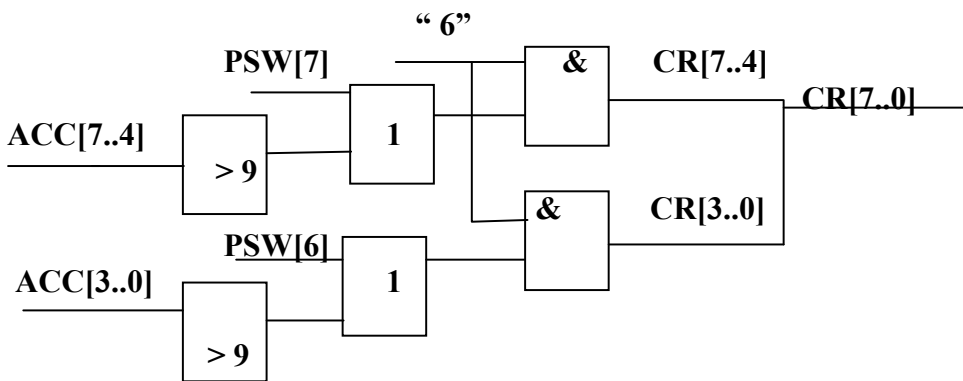 “ 6”
PSW[7]
&
CR[7..4]
CR[7..0]
ACC[7..4]
1
> 9
&
CR[3..0]
PSW[6]
ACC[3..0]
1
> 9